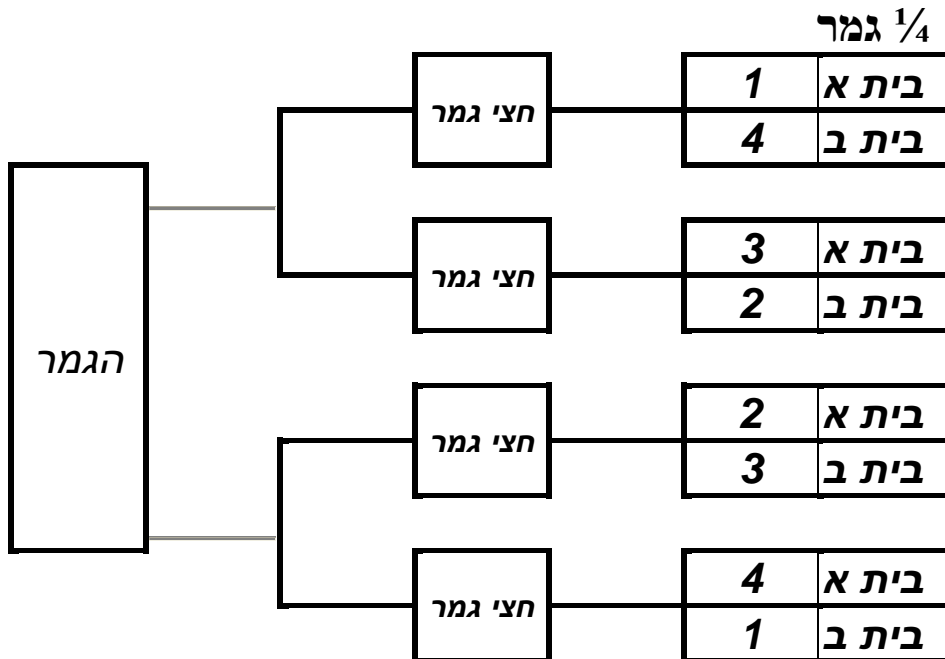 ¼ גמר
בית א 1
בית ב 4
חצי גמר
בית א 3
בית ב 2
חצי גמר
בית א 2
בית ב 3
חצי גמר
בית א 4
בית ב 1
חצי גמר
הגמר